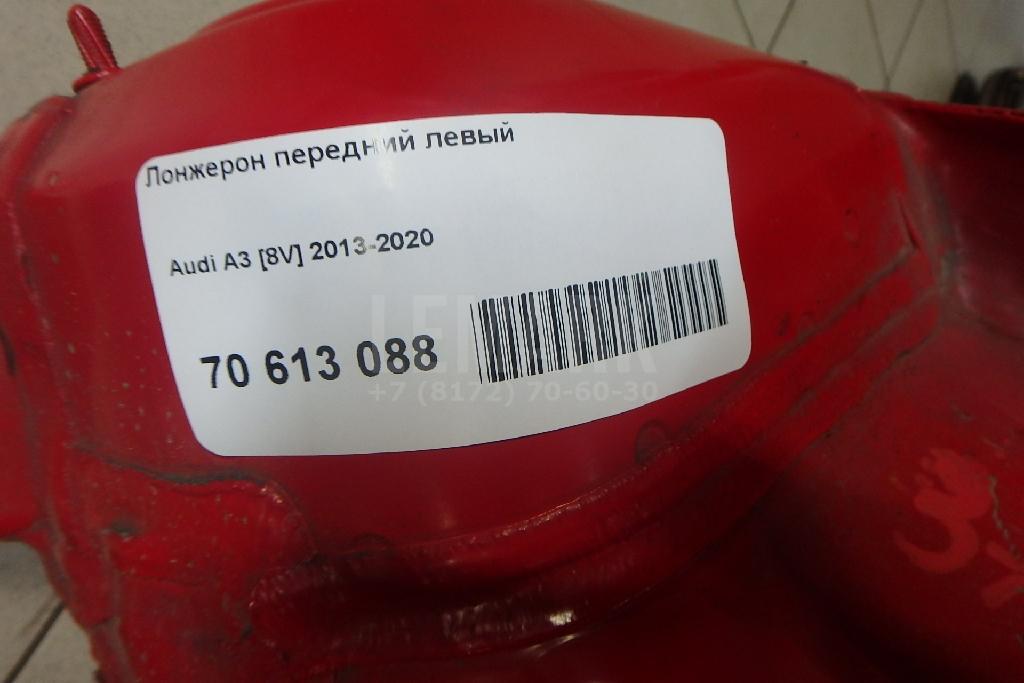 Лонжерон передний левый
Audi A3 [8V] 2013-2020
70 613 088
+7 (8172) 70-60-30